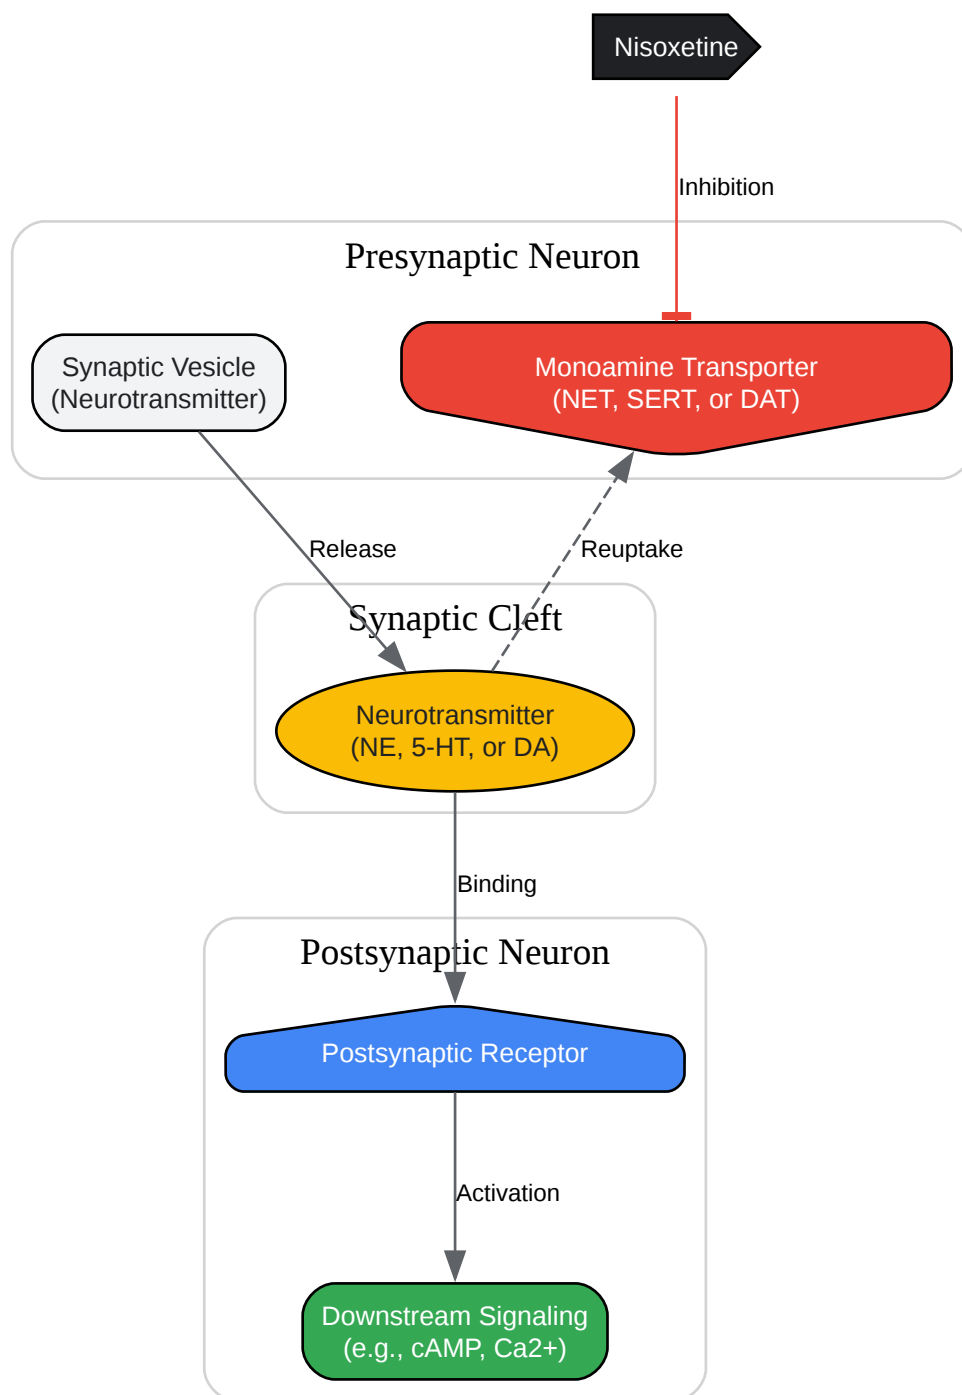 Nisoxetine
Inhibition
Presynaptic Neuron
Synaptic Vesicle
(Neurotransmitter)
Monoamine Transporter
(NET, SERT, or DAT)
Release
Reuptake
Synaptic Cleft
Neurotransmitter
(NE, 5-HT, or DA)
Binding
Postsynaptic Neuron
Postsynaptic Receptor
Activation
Downstream Signaling
(e.g., cAMP, Ca2+)